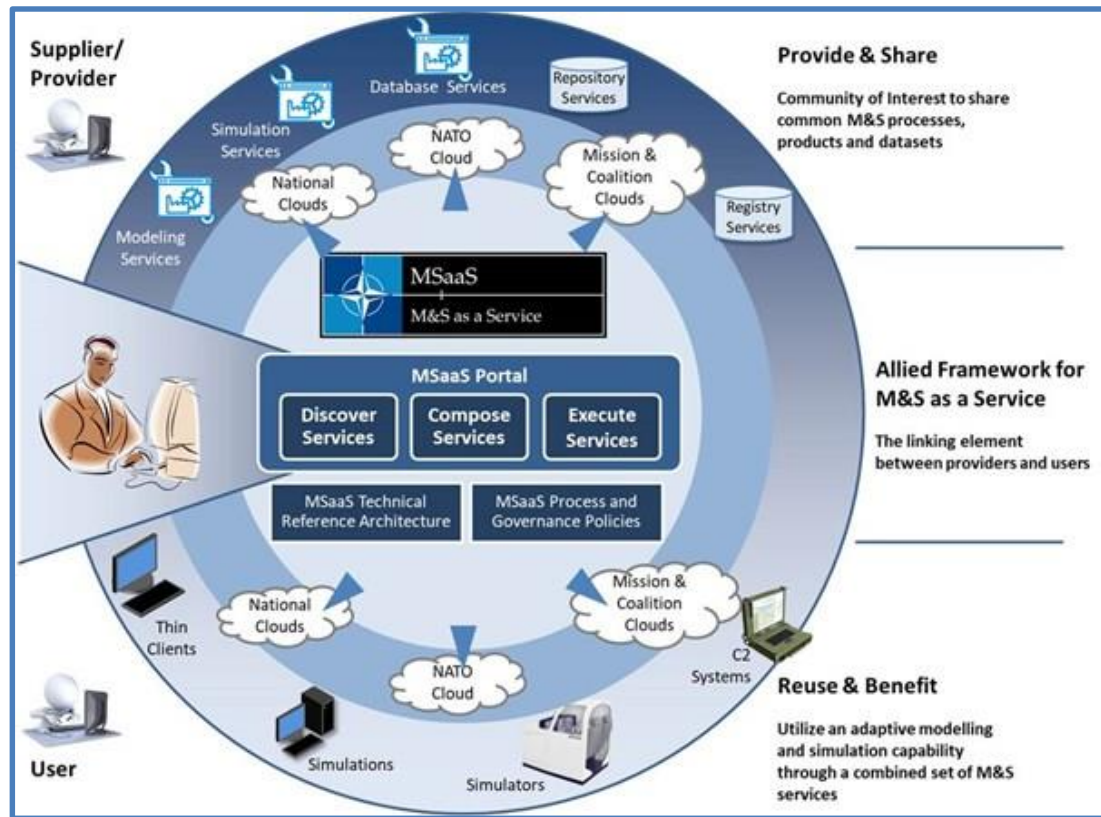 Supplier/
Provider
Database Services
Repository
Services
Simulation
Services
Modeling
Services
Registry
Services
National
Clouds
NATO
Cloud
Mission &
Coalition
Clouds
Provide & Share
Community of Interest to share
common M&S processes,
products and datasets
MSaaS
M&S as a Service
MSaaS Portal
Discover
Services
Compose
Services
Execute
Services
MSaaS Technical
Reference Architecture
MSaaS Process and
Governance Policies
Allied Framework for
M&S as a Service
The linking element
between providers and users
National
Clouds
NATO
Cloud
Mission &
Coalition
Clouds
Thin
Clients
Simulations
Simulators
C2
Systems
User
Reuse & Benefit
Utilize an adaptive modelling
and simulation capability
through a combined set of M&S
services